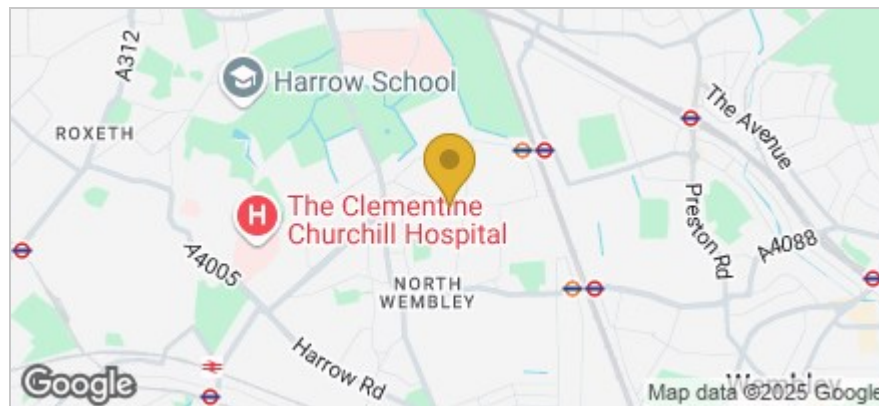 A312
Harrow School
ROXETH
The Avenue
The Clementine
Churchill Hospital
H
Preston Rd
A4088
A4005
NORTH
WEMBLEY
Harrow Rd
Wembley
Google
Map data ©2025 Google